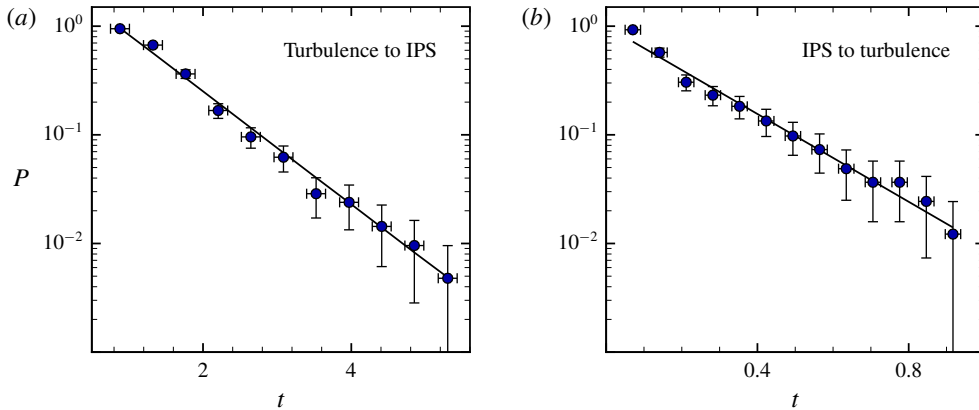 (a) (b)
10^0 10^0
Turbulence to IPS IPS to turbulence
10^−1 10^−1
P
10^−2 10^−2
2 4 0.4 0.8
t t